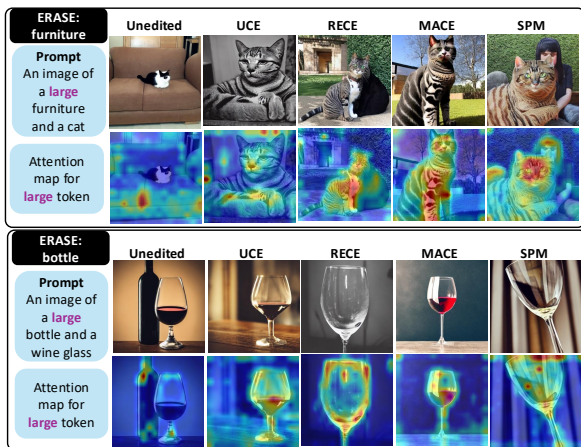 ERASE:
furniture
Unedited UCE RECE MACE SPM
Prompt
An image of
a large
furniture
and a cat
Attention
map for
large token
ERASE:
bottle
Unedited UCE RECE MACE SPM
Prompt
An image of
a large
bottle and a
wine glass
Attention
map for
large token